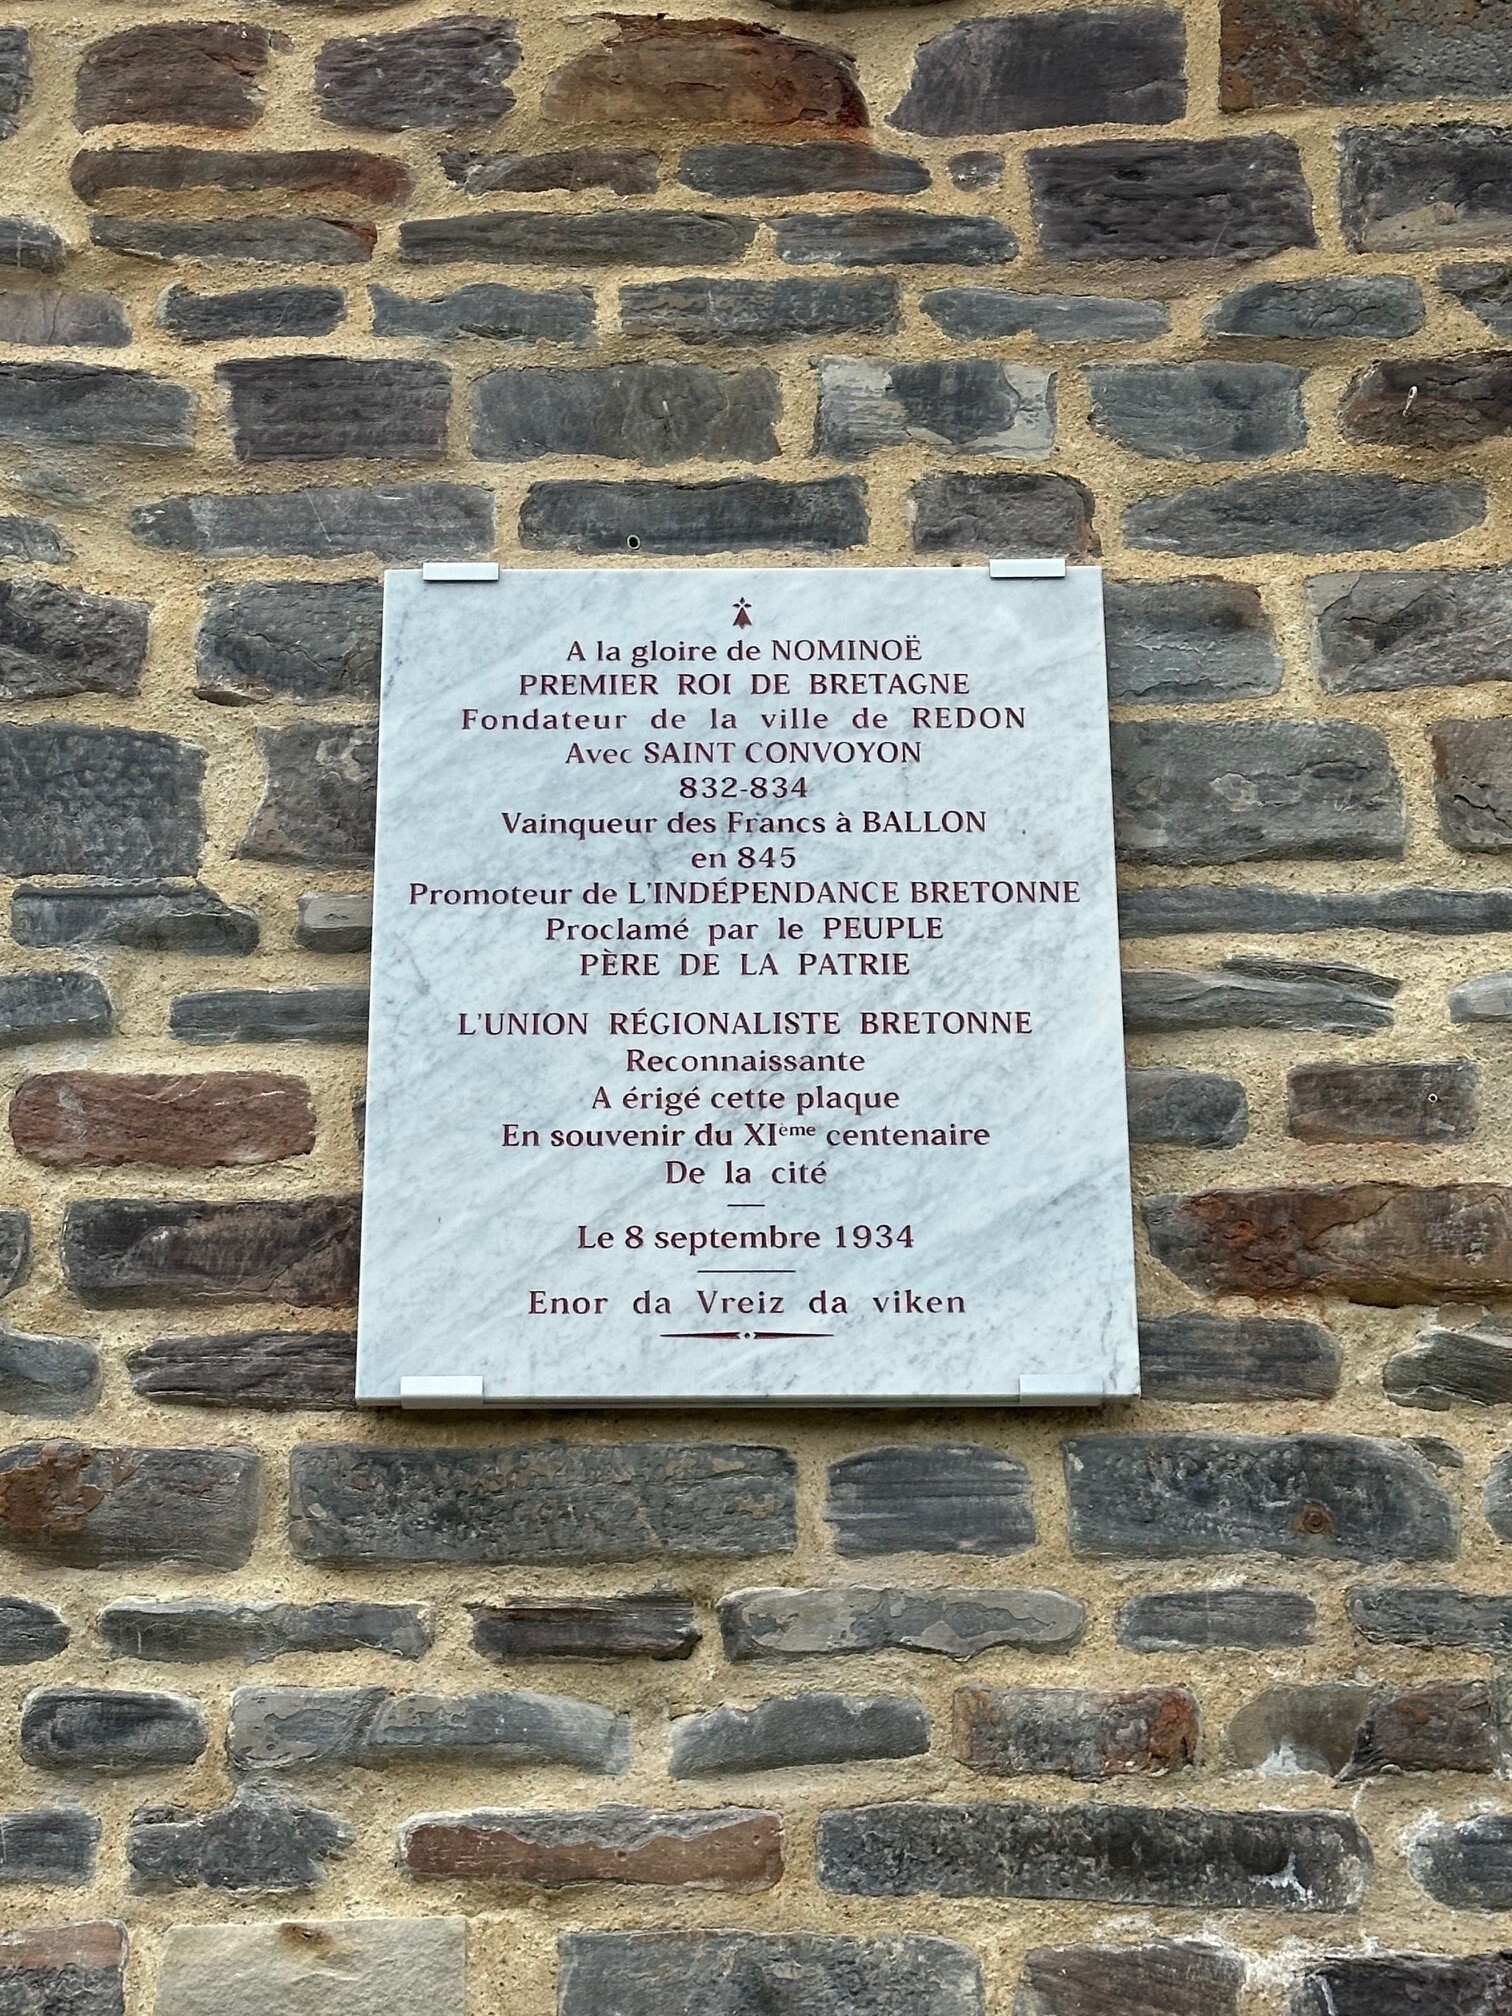 A la gloire de NOMINOË
PREMIER ROI DE BRETAGNE
Fondateur de la ville de REDON
Avec SAINT CONVOYON
832-834
Vainqueur des Francs à BALLON
en 845
Promoteur de L'INDÉPENDANCE BRETONNE
Proclamé par le PEUPLE
PÈRE DE LA PATRIE
L'UNION RÉGIONALISTE BRETONNE
Reconnaissante
A érigé cette plaque
En souvenir du XIème centenaire
De la cité
Le 8 septembre 1934
Enor da Vreiz da viken